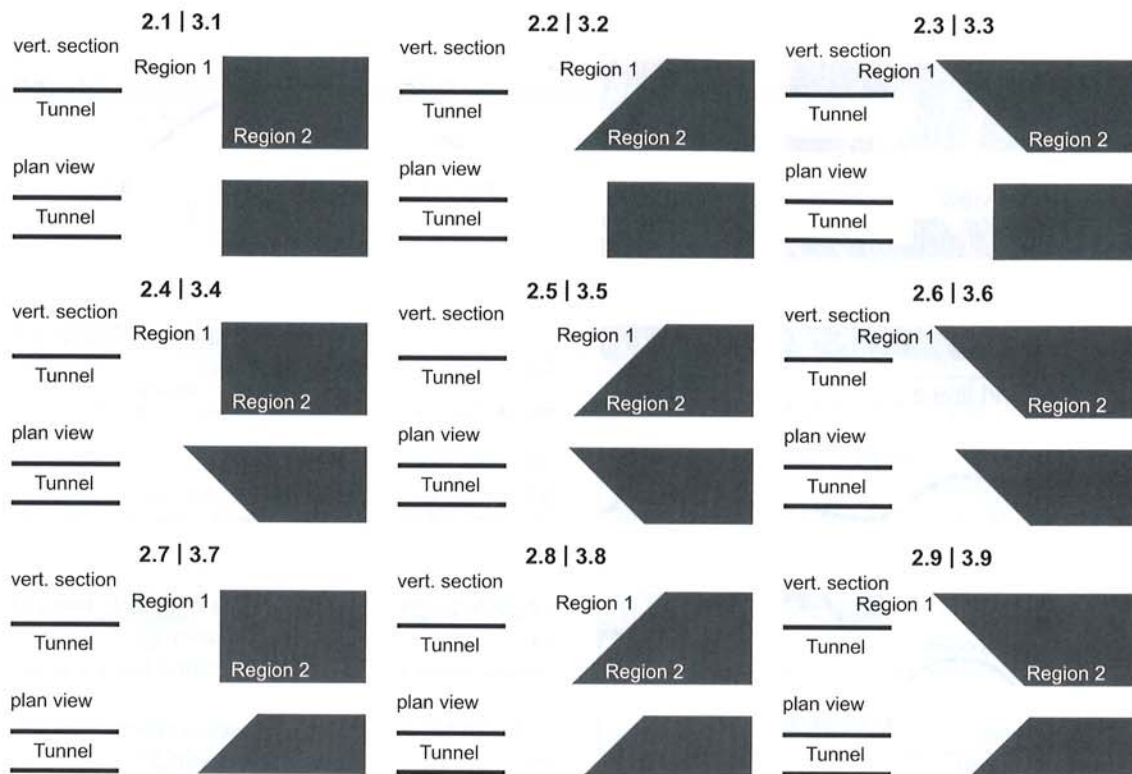 2.1 | 3.1
vert. section
Region 1
Tunnel
Region 2
plan view
Tunnel
2.2 | 3.2
vert. section
Region 1
Tunnel
Region 2
plan view
Tunnel
2.3 | 3.3
vert. section
Region 1
Tunnel
Region 2
plan view
Tunnel
2.4 | 3.4
vert. section
Region 1
Tunnel
Region 2
plan view
Tunnel
2.5 | 3.5
vert. section
Region 1
Tunnel
Region 2
plan view
Tunnel
2.6 | 3.6
vert. section
Region 1
Tunnel
Region 2
plan view
Tunnel
2.7 | 3.7
vert. section
Region 1
Tunnel
Region 2
plan view
Tunnel
2.8 | 3.8
vert. section
Region 1
Tunnel
Region 2
plan view
Tunnel
2.9 | 3.9
vert. section
Region 1
Tunnel
Region 2
plan view
Tunnel